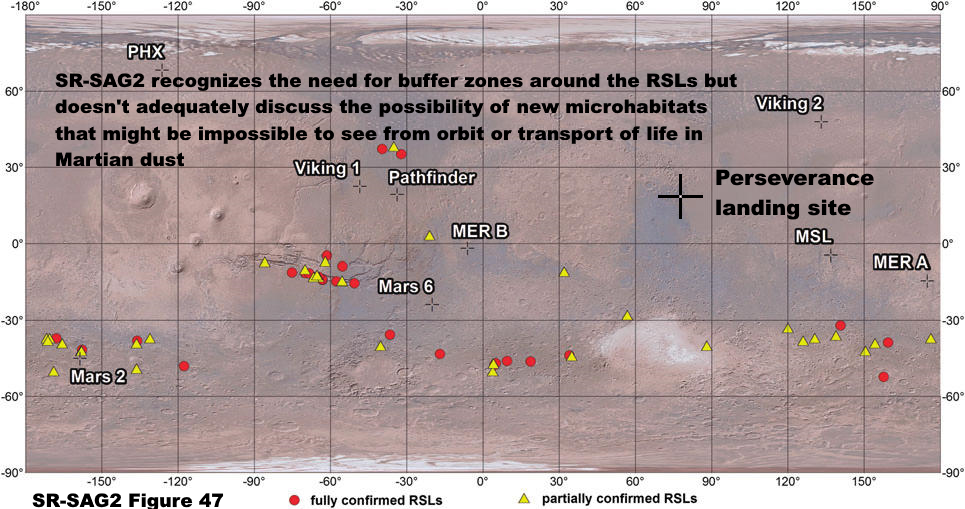 -180 -150° -120° -90° -60° -30° 0° 30° 60° 90° 120° 150° 90°
PHX
SR-SAG2 recognizes the need for buffer zones around the RSLs but
60° 60°
doesn't adequately discuss the possibility of new microhabitats
Viking 2
that might be impossible to see from orbit or transport of life in
Martian dust
30° 30°
Viking 1
Pathfinder
Perseverance
landing site
MER B
MSL
0° 0°
MER A
Mars 6
-30° -30°
Mars 2
-60° -60°
-90° -90°
-150° -120° -90° -60° -30° 0° 30° 60° 90° 120° 150°
SR-SAG2 Figure 47
fully confirmed RSLs
partially confirmed RSLs